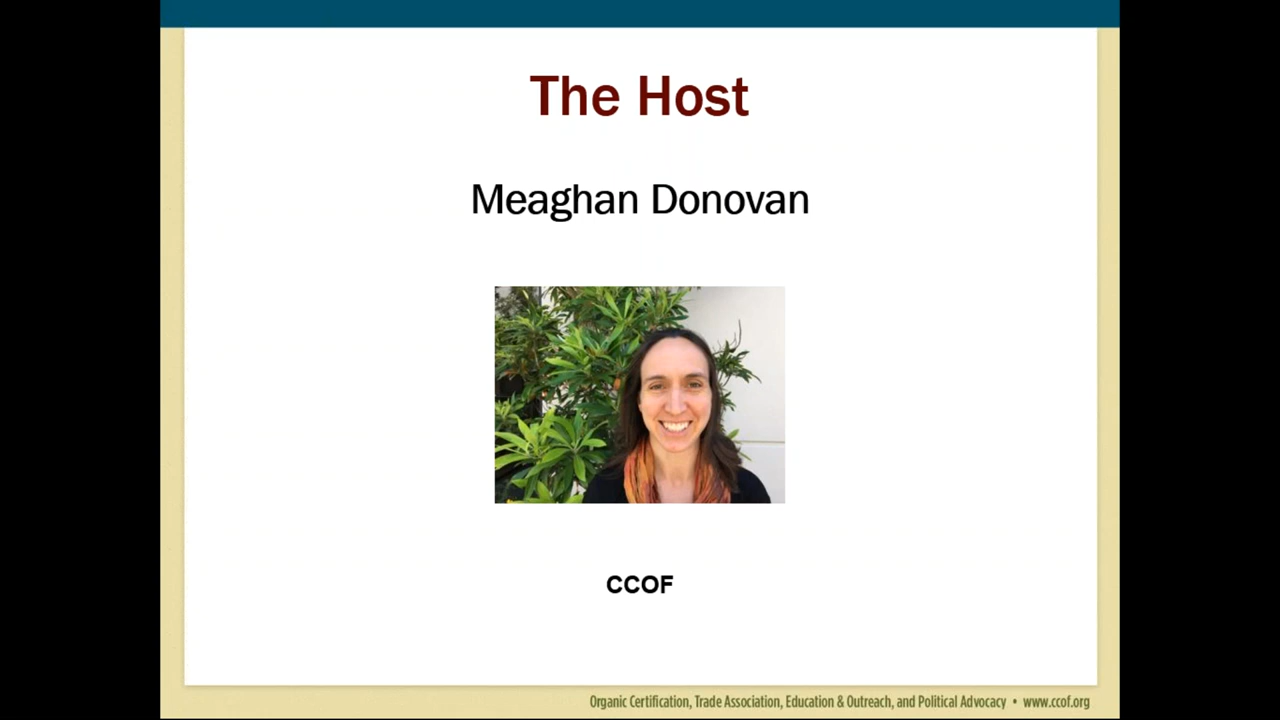 The Host
Meaghan Donovan
CCOF
Organic Certification, Trade Association, Education & Outreach, and Political Advocacy • www.ccof.org